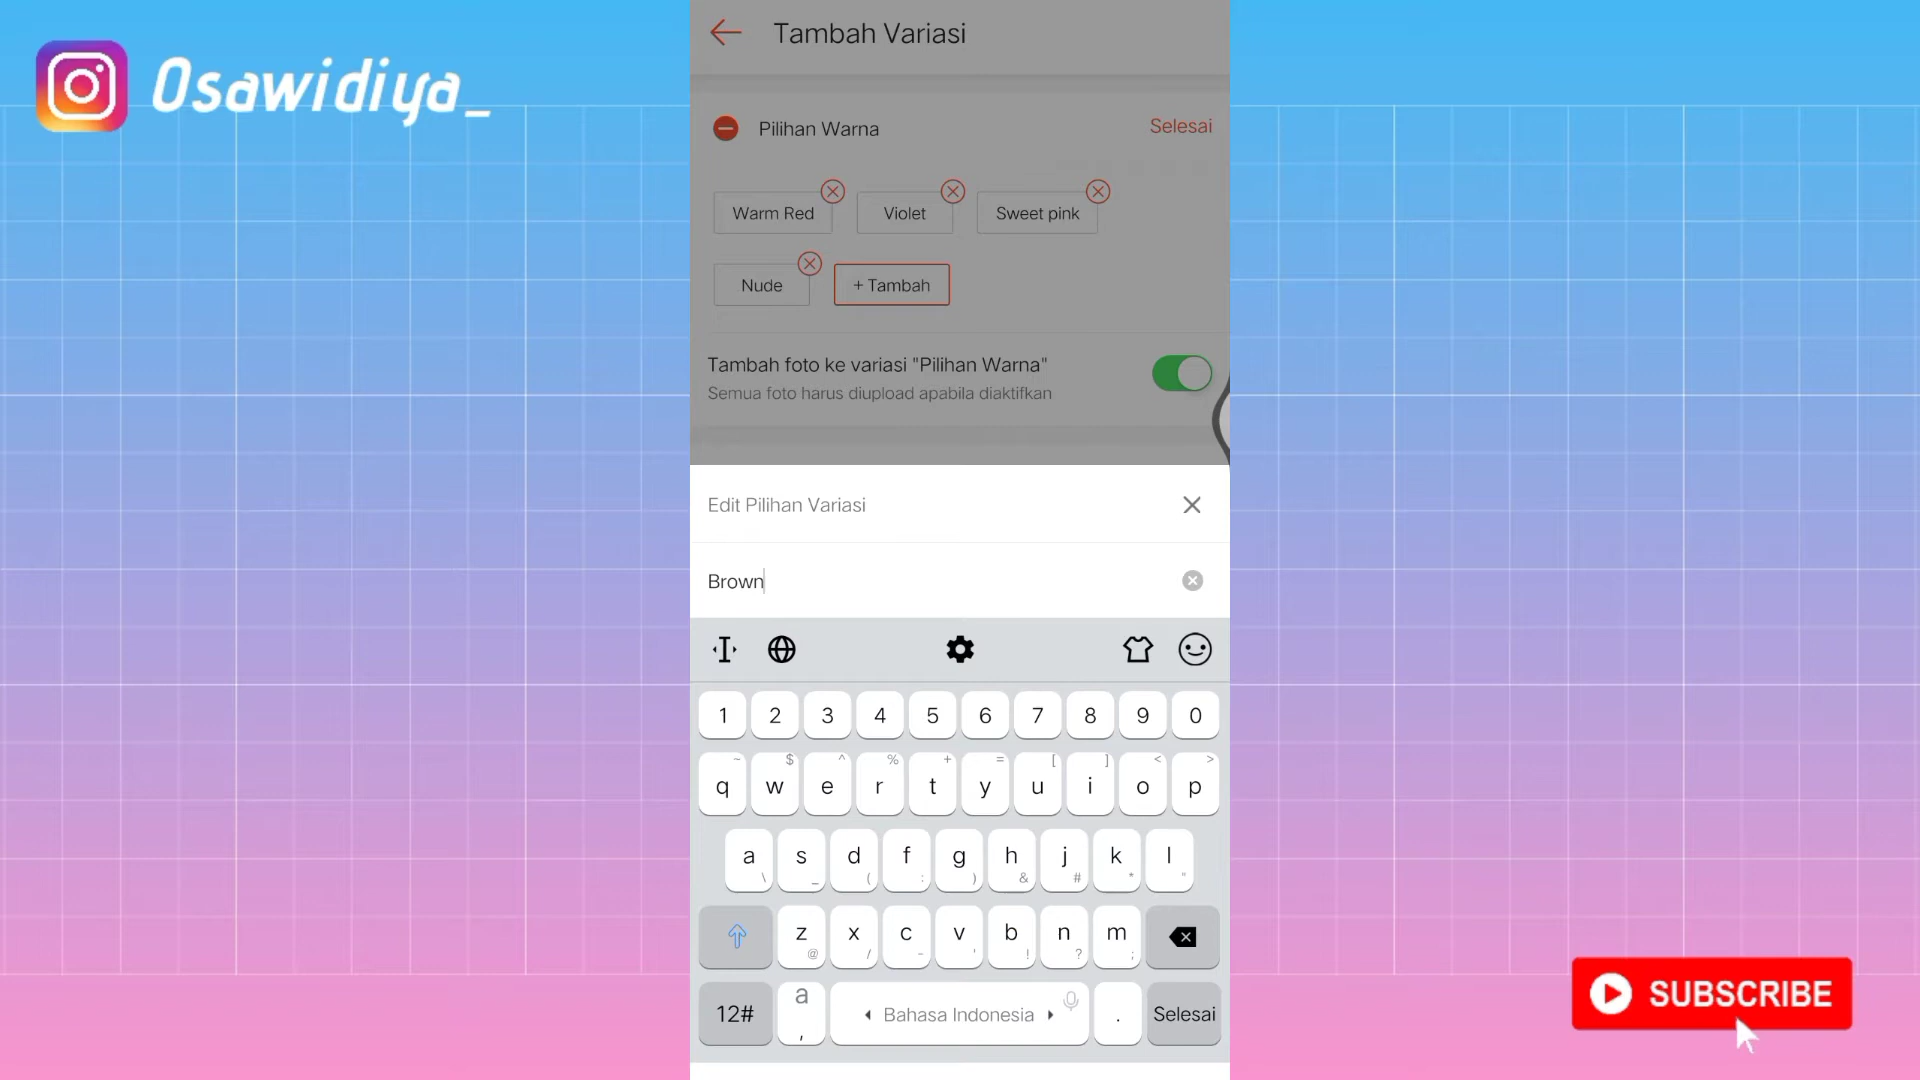 Osawidiya_
Tambah Variasi
Pilihan Warna
Selesai
Warm Red
Violet
Sweet pink
Nude
+ Tambah
Tambah foto ke variasi "Pilihan Warna"
Semua foto harus diupload apabila diaktifkan
Edit Pilihan Variasi
Brown
1 2 3 4 5 6 7 8 9 0
~ $ ^ % + = [ ] < >
q w e r t y u i o p
a s d f g h j k l
\ _ ( : ) & # * "
z x c v b n m
@ / - ' ! ? ;
12# a , Bahasa Indonesia . Selesai
SUBSCRIBE